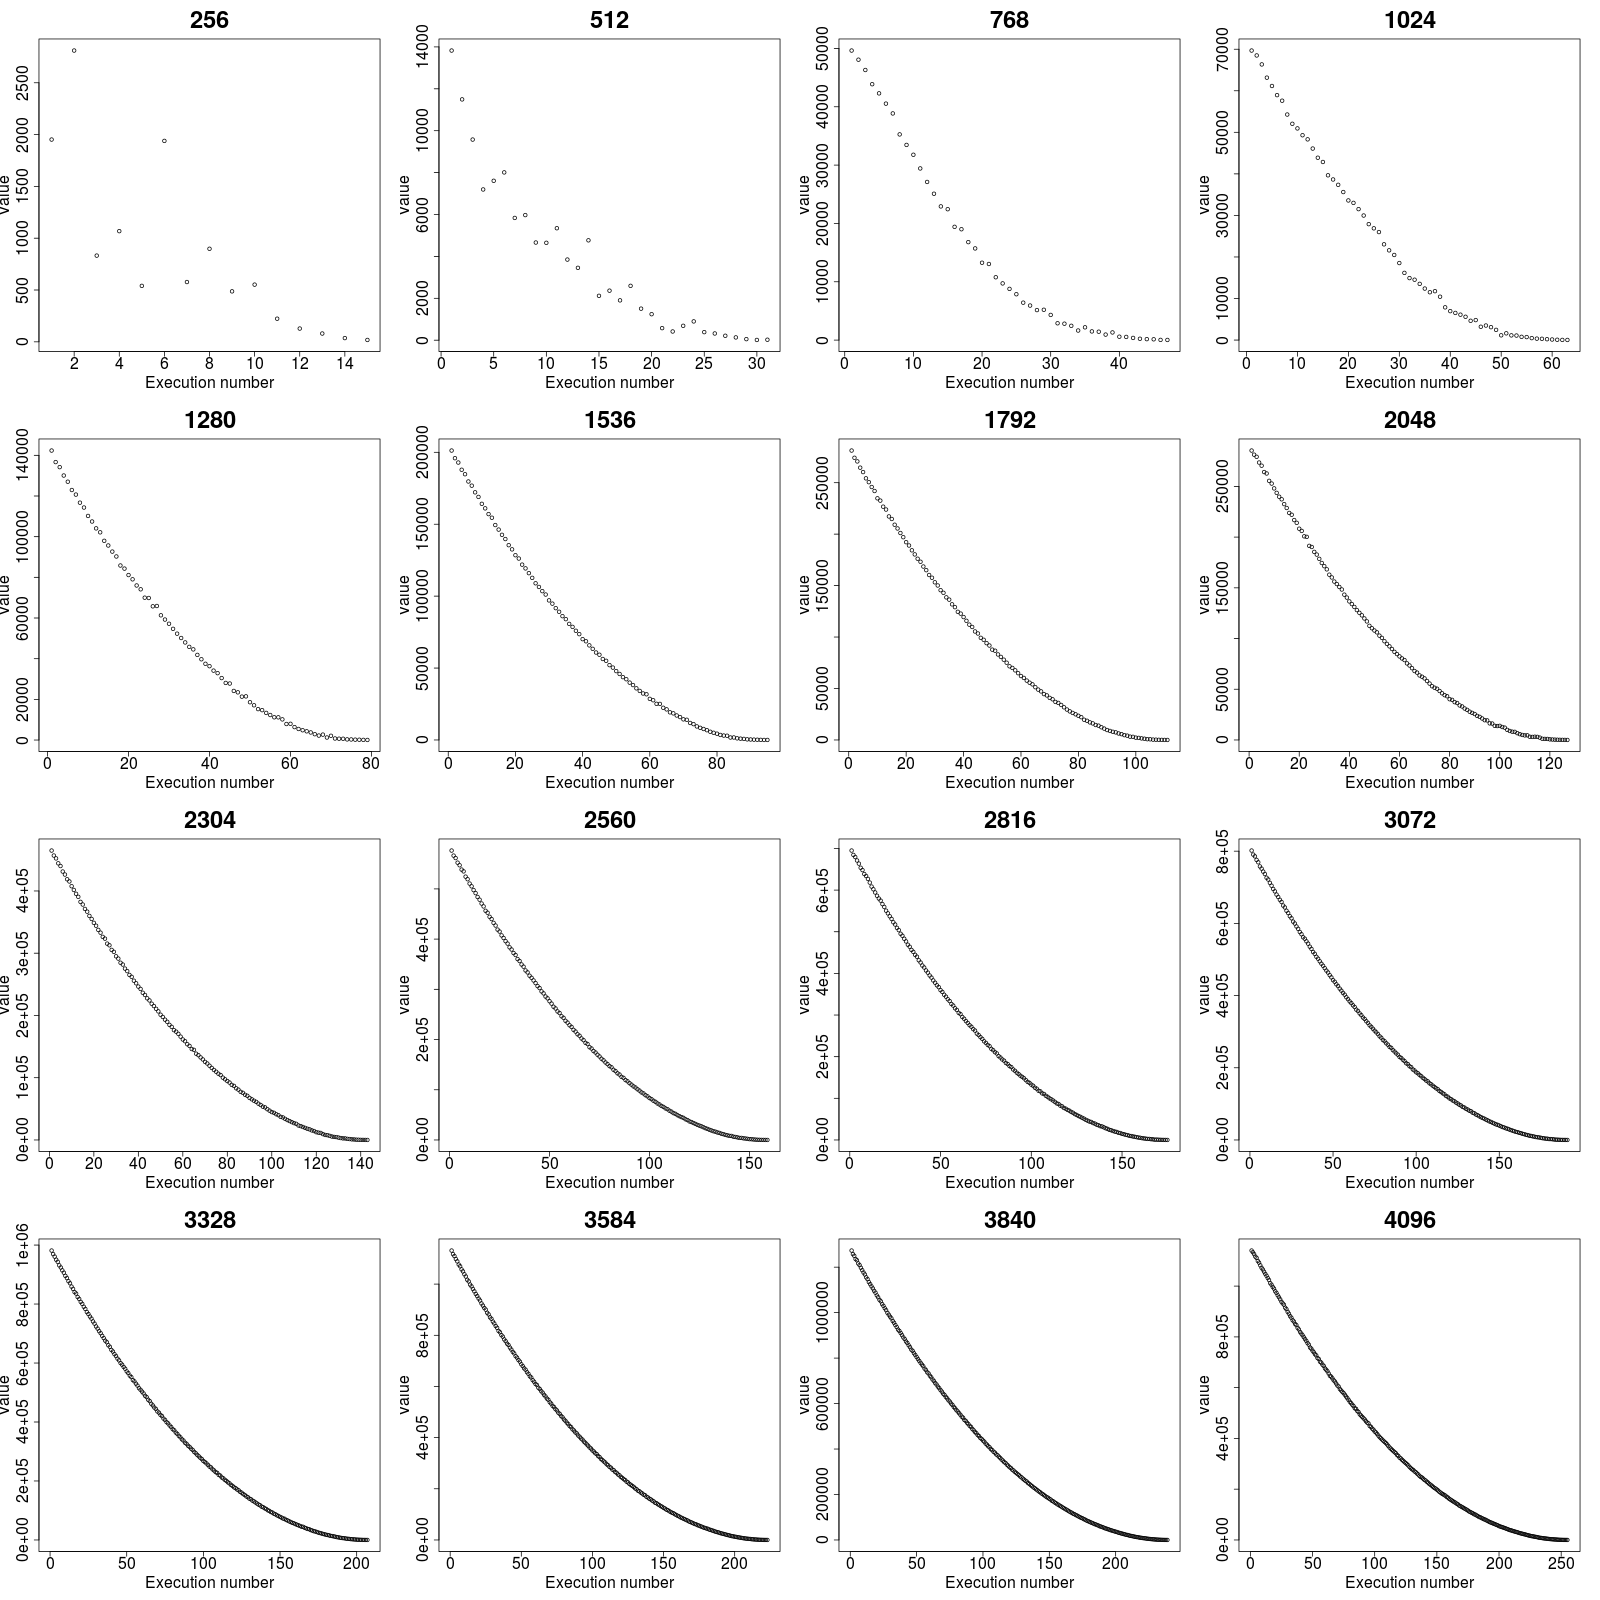 256
value
0 500 1000 1500 2000 2500
2 4 6 8 10 12 14
Execution number
512
value
0 2000 6000 10000 14000
0 5 10 15 20 25 30
Execution number
768
value
0 10000 20000 30000 40000 50000
0 10 20 30 40
Execution number
1024
value
0 10000 30000 50000 70000
0 10 20 30 40 50 60
Execution number
1280
value
0 20000 60000 100000 140000
0 20 40 60 80
Execution number
1536
value
0 50000 100000 150000 200000
0 20 40 60 80
Execution number
1792
value
0 50000 150000 250000
0 20 40 60 80 100
Execution number
2048
value
0 50000 150000 250000
0 20 40 60 80 100 120
Execution number
2304
value
0e+00 1e+05 2e+05 3e+05 4e+05
0 20 40 60 80 100 120 140
Execution number
2560
value
0e+00 2e+05 4e+05
0 50 100 150
Execution number
2816
value
0e+00 2e+05 4e+05 6e+05
0 50 100 150
Execution number
3072
value
0e+00 2e+05 4e+05 6e+05 8e+05
0 50 100 150
Execution number
3328
value
0e+00 2e+05 4e+05 6e+05 8e+05 1e+06
0 50 100 150 200
Execution number
3584
value
0e+00 4e+05 8e+05
0 50 100 150 200
Execution number
3840
value
0 200000 600000 1000000
0 50 100 150 200
Execution number
4096
value
0e+00 4e+05 8e+05
0 50 100 150 200 250
Execution number